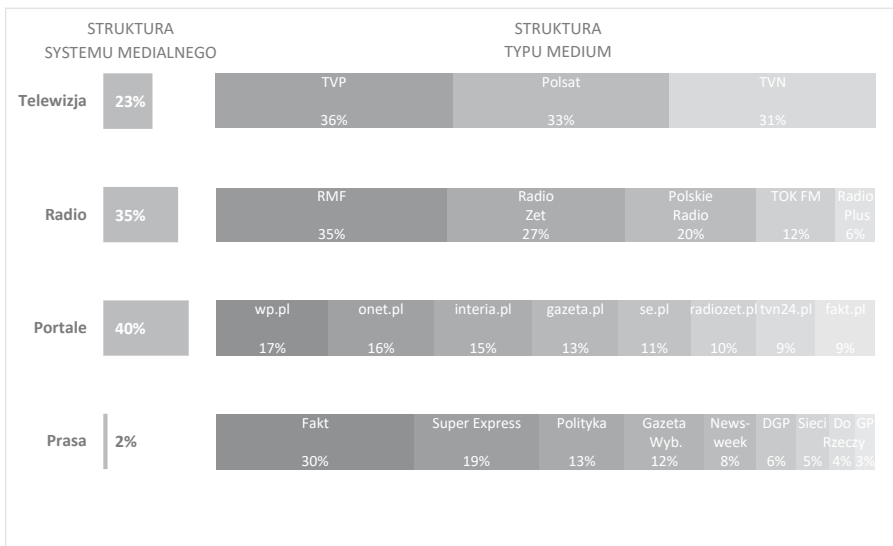 STRUKTURA
SYSTEMU MEDIALNEGO
STRUKTURA
TYPU MEDIUM
Telewizja
23%
TVP
36%
Polsat
33%
TVN
31%
Radio
35%
RMF
35%
Radio
Zet
27%
Polskie
Radio
20%
TOK FM
12%
Radio
Plus
6%
Portale
40%
wp.pl
17%
onet.pl
16%
interia.pl
15%
gazeta.pl
13%
se.pl
11%
radiozet.pl
10%
tvn24.pl
9%
fakt.pl
9%
Prasa
2%
Fakt
30%
Super Express
19%
Polityka
13%
Gazeta
Wyb.
12%
News-
week
8%
DGP
6%
Sieci
5%
Do
Rzeczy
4%
GP
3%